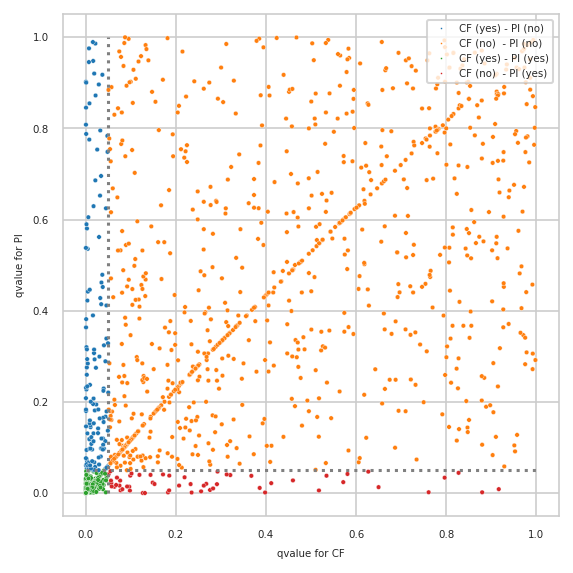 CF (yes) - PI (no)
CF (no)  - PI (no)
CF (yes) - PI (yes)
CF (no)  - PI (yes)
1.0
0.8
0.6
0.4
0.2
0.0
qvalue for PI
0.0 0.2 0.4 0.6 0.8 1.0
qvalue for CF